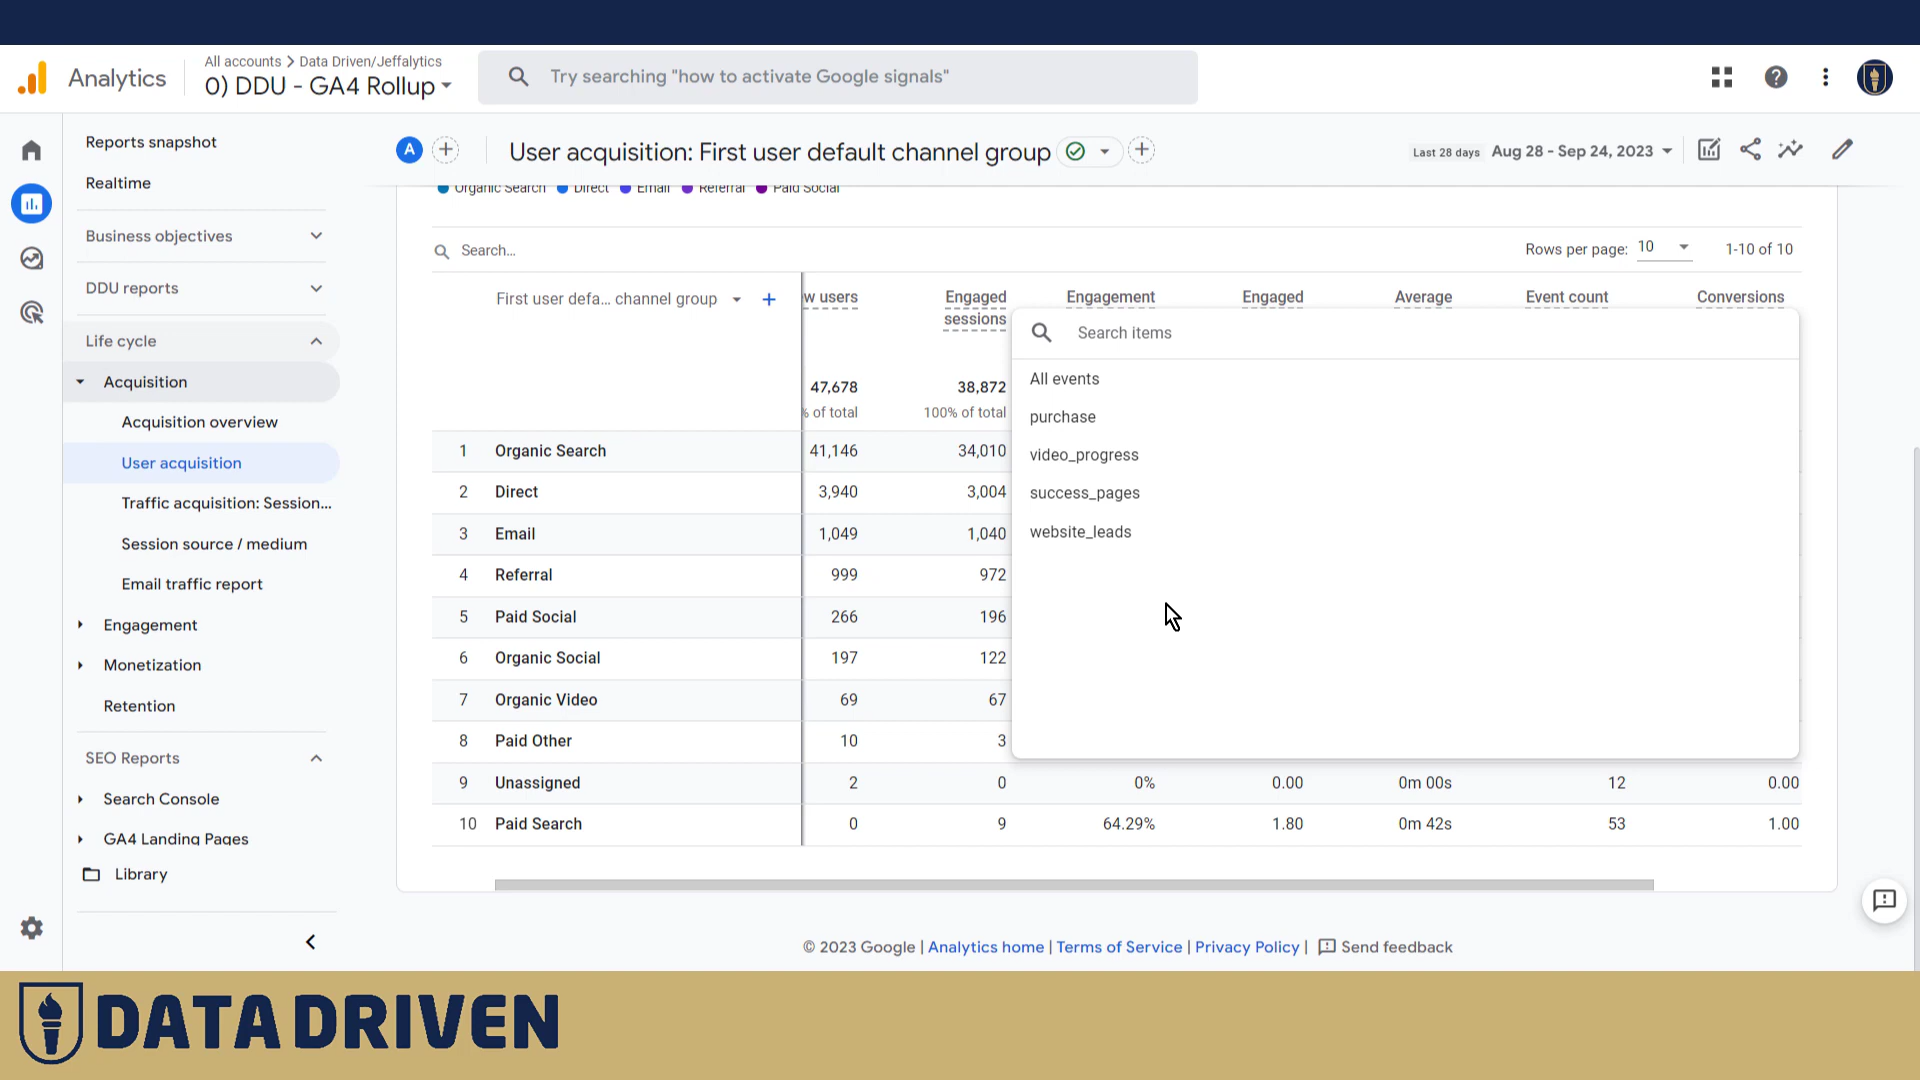 Analytics
All accounts > Data Driven/Jeffalytics
0) DDU - GA4 Rollup
Try searching "how to activate Google signals"
Reports snapshot
Realtime
Business objectives
DDU reports
Life cycle
Acquisition
Acquisition overview
User acquisition
Traffic acquisition: Session...
Session source / medium
Email traffic report
Engagement
Monetization
Retention
SEO Reports
Search Console
GA4 Landing Pages
Library
A
User acquisition: First user default channel group
Last 28 days Aug 28 - Sep 24, 2023
Organic Search Direct Email Referral Paid Social
Search...
Rows per page: 10 1-10 of 10
First user defa... channel group
w users Engaged sessions Engagement Engaged Average Event count Conversions
47,678 38,872
% of total 100% of total
1 Organic Search 41,146 34,010
2 Direct 3,940 3,004
3 Email 1,049 1,040
4 Referral 999 972
5 Paid Social 266 196
6 Organic Social 197 122
7 Organic Video 69 67
8 Paid Other 10 3
9 Unassigned 2 0 0% 0.00 0m 00s 12 0.00
10 Paid Search 0 9 64.29% 1.80 0m 42s 53 1.00
Search items
All events
purchase
video_progress
success_pages
website_leads
© 2023 Google | Analytics home | Terms of Service | Privacy Policy | Send feedback
DATA DRIVEN